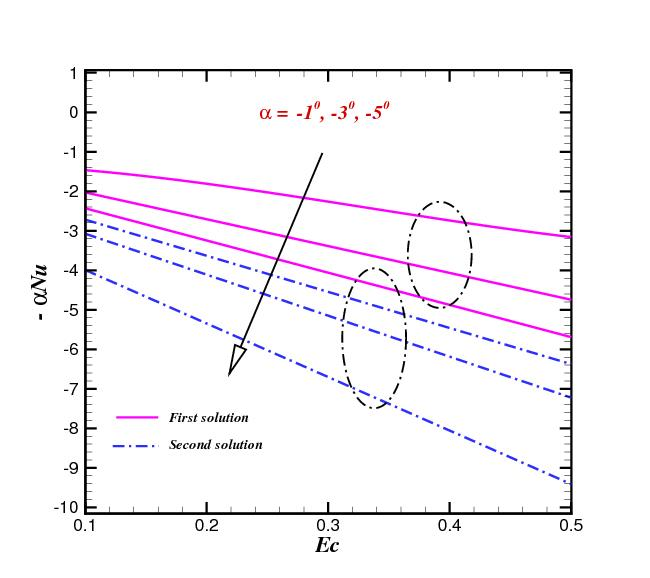 α = -1⁰, -3⁰, -5⁰
1
0
-1
-2
-3
-4
-5
-6
-7
-8
-9
-10
- αNu
First solution
Second solution
0.1 0.2 0.3 0.4 0.5
Ec